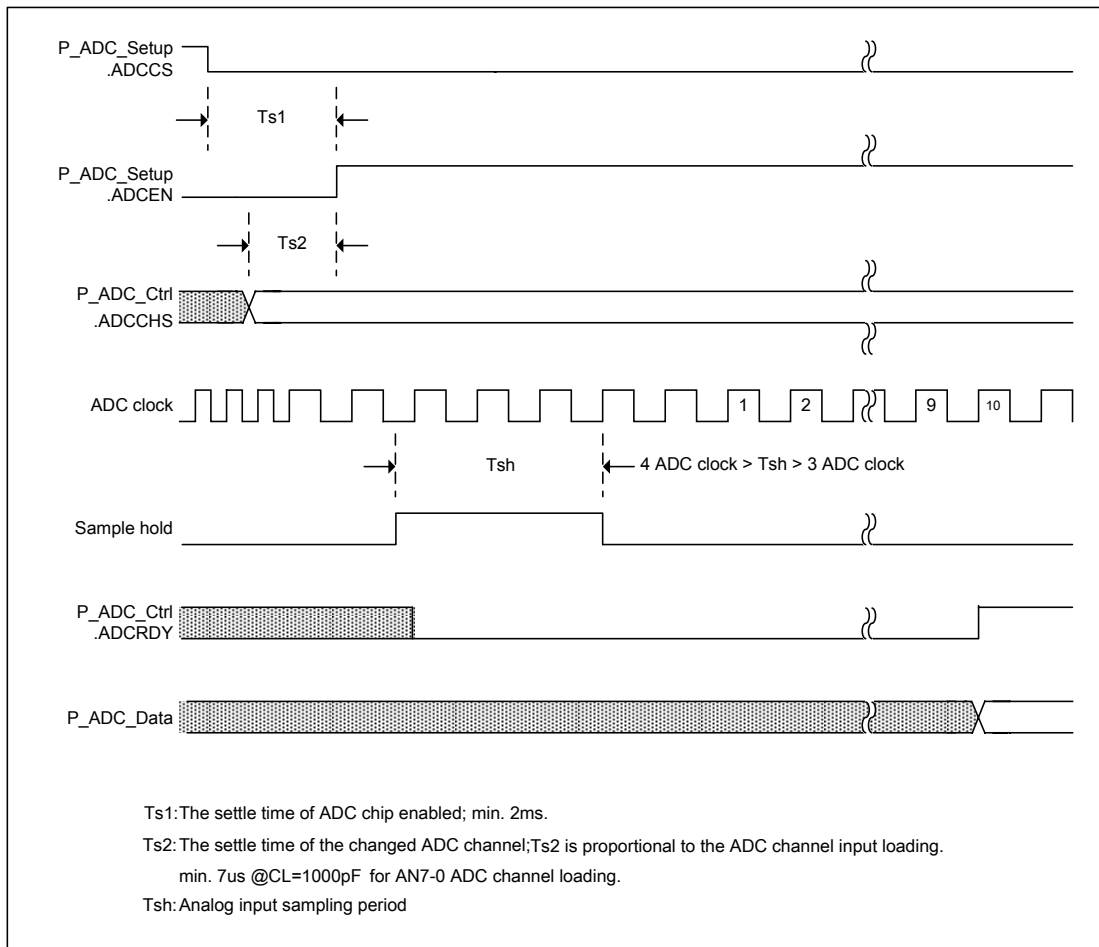 P_ADC_Setup
.ADCCS
Ts1
P_ADC_Setup
.ADCEN
Ts2
P_ADC_Ctrl
.ADCCHS
ADC clock
1 2 9 10
Tsh
4 ADC clock > Tsh > 3 ADC clock
Sample hold
P_ADC_Ctrl
.ADCRDY
P_ADC_Data
Ts1:The settle time of ADC chip enabled; min. 2ms.
Ts2: The settle time of the changed ADC channel;Ts2 is proportional to the ADC channel input loading.
min. 7us @CL=1000pF for AN7-0 ADC channel loading.
Tsh: Analog input sampling period